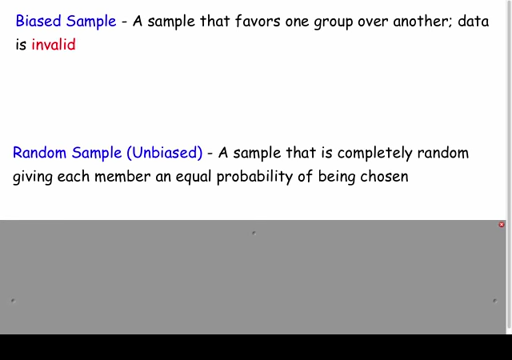 Biased Sample - A sample that favors one group over another; data
is invalid
Random Sample (Unbiased) - A sample that is completely random
giving each member an equal probability of being chosen